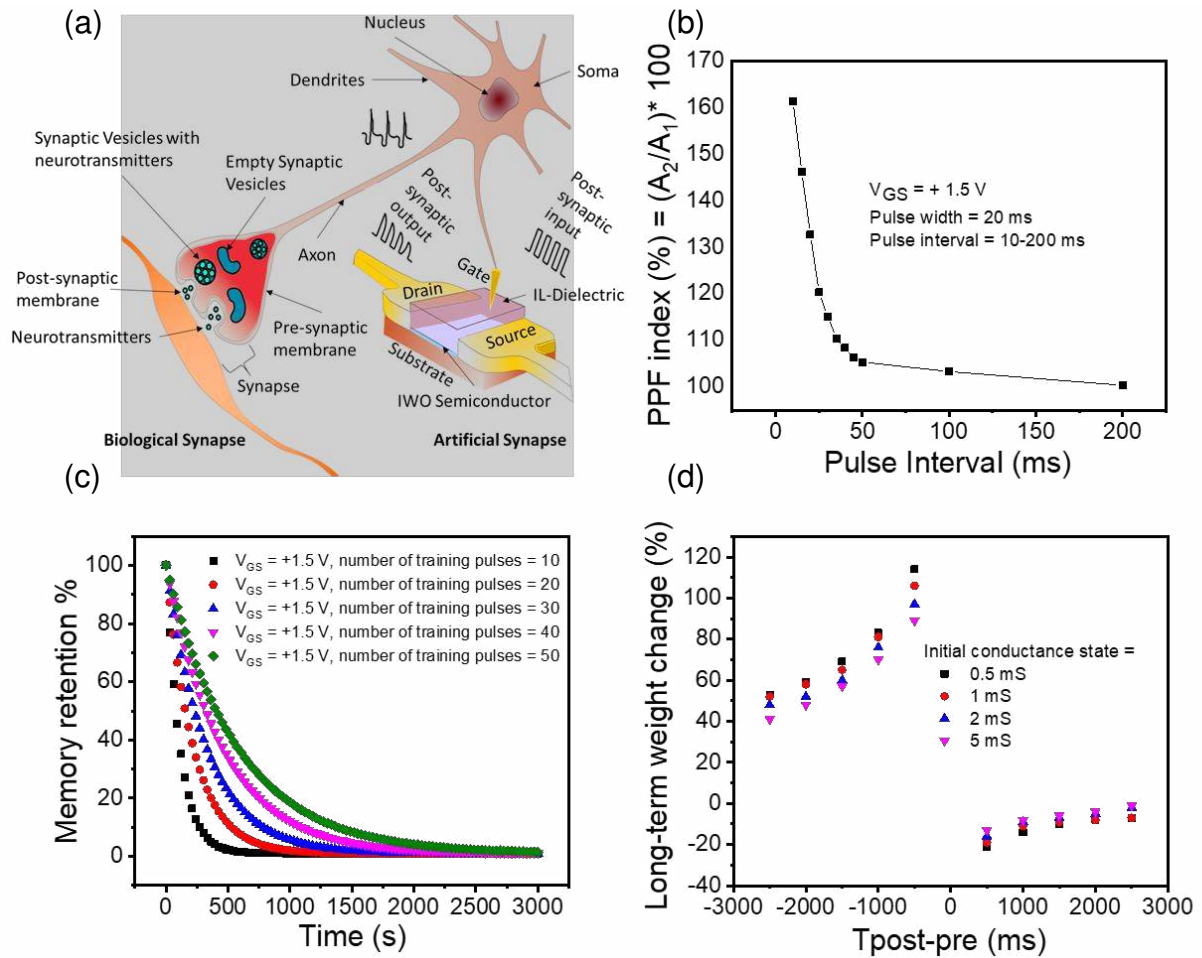 (a)
Nucleus
Soma
Dendrites
Synaptic Vesicles with
neurotransmitters
Empty Synaptic
Vesicles
Post-
synaptic
output
Post-
synaptic
input
Axon
Gate
Post-synaptic
membrane
Drain
IL-Dielectric
Neurotransmitters
Pre-synaptic
membrane
Source
Substrate
Synapse
IWO Semiconductor
Biological Synapse
Artificial Synapse
(b)
PPF index (%) = (A2/A1)* 100
170
160
150
140
130
120
110
100
VGS = + 1.5 V
Pulse width = 20 ms
Pulse interval = 10-200 ms
0 50 100 150 200
Pulse Interval (ms)
(c)
Memory retention %
100
80
60
40
20
0
VGS = +1.5 V, number of training pulses = 10
VGS = +1.5 V, number of training pulses = 20
VGS = +1.5 V, number of training pulses = 30
VGS = +1.5 V, number of training pulses = 40
VGS = +1.5 V, number of training pulses = 50
0 500 1000 1500 2000 2500 3000
Time (s)
(d)
Long-term weight change (%)
120
100
80
60
40
20
0
-20
-40
Initial conductance state =
0.5 mS
1 mS
2 mS
5 mS
-3000 -2000 -1000 0 1000 2000 3000
Tpost-pre (ms)